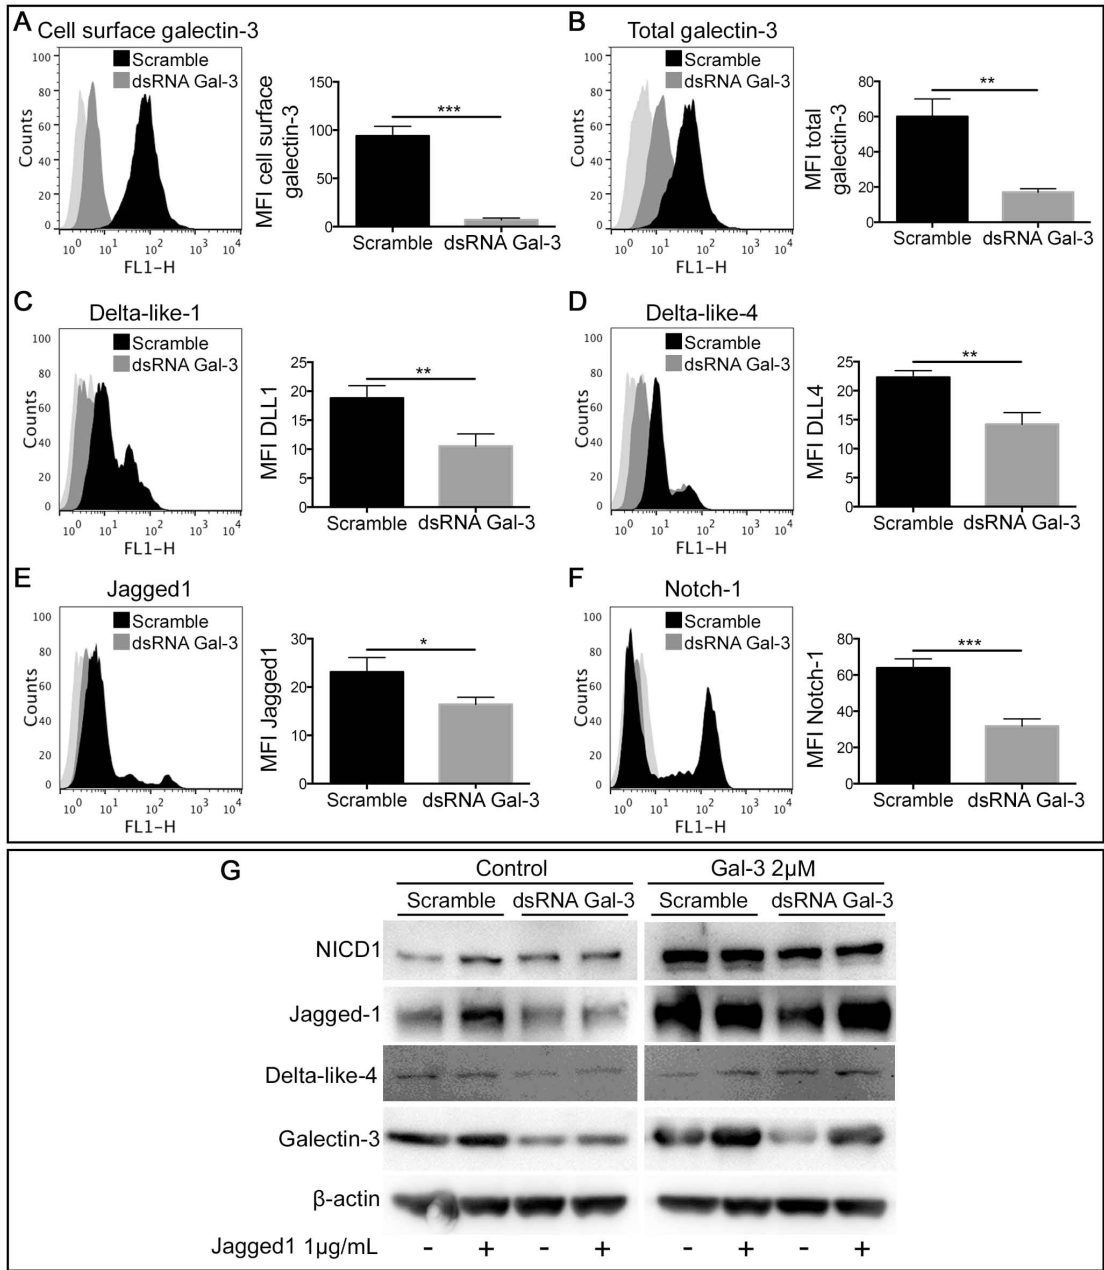 A
Cell surface galectin-3
100
80
60
40
20
0
Counts
10⁰ 10¹ 10² 10³ 10⁴
FL1-H
Scramble
dsRNA Gal-3
150
100
50
0
MFI cell surface
galectin-3
***
Scramble dsRNA Gal-3
B
Total galectin-3
100
80
60
40
20
0
Counts
10⁰ 10¹ 10² 10³ 10⁴
FL1-H
Scramble
dsRNA Gal-3
80
60
40
20
0
MFI total
galectin-3
**
Scramble dsRNA Gal-3
C
Delta-like-1
100
80
60
40
20
0
Counts
10⁰ 10¹ 10² 10³ 10⁴
FL1-H
Scramble
dsRNA Gal-3
25
20
15
10
5
0
MFI DLL1
**
Scramble dsRNA Gal-3
D
Delta-like-4
100
80
60
40
20
0
Counts
10⁰ 10¹ 10² 10³ 10⁴
FL1-H
Scramble
dsRNA Gal-3
25
20
15
10
5
0
MFI DLL4
**
Scramble dsRNA Gal-3
E
Jagged1
100
80
60
40
20
0
Counts
10⁰ 10¹ 10² 10³ 10⁴
FL1-H
Scramble
dsRNA Gal-3
30
20
10
0
MFI Jagged1
*
Scramble dsRNA Gal-3
F
Notch-1
100
80
60
40
20
0
Counts
10⁰ 10¹ 10² 10³ 10⁴
FL1-H
Scramble
dsRNA Gal-3
80
60
40
20
0
MFI Notch-1
***
Scramble dsRNA Gal-3
G
Control Gal-3 2µM
Scramble dsRNA Gal-3 Scramble dsRNA Gal-3
NICD1
Jagged-1
Delta-like-4
Galectin-3
β-actin
Jagged1 1µg/mL - + - + - + - +